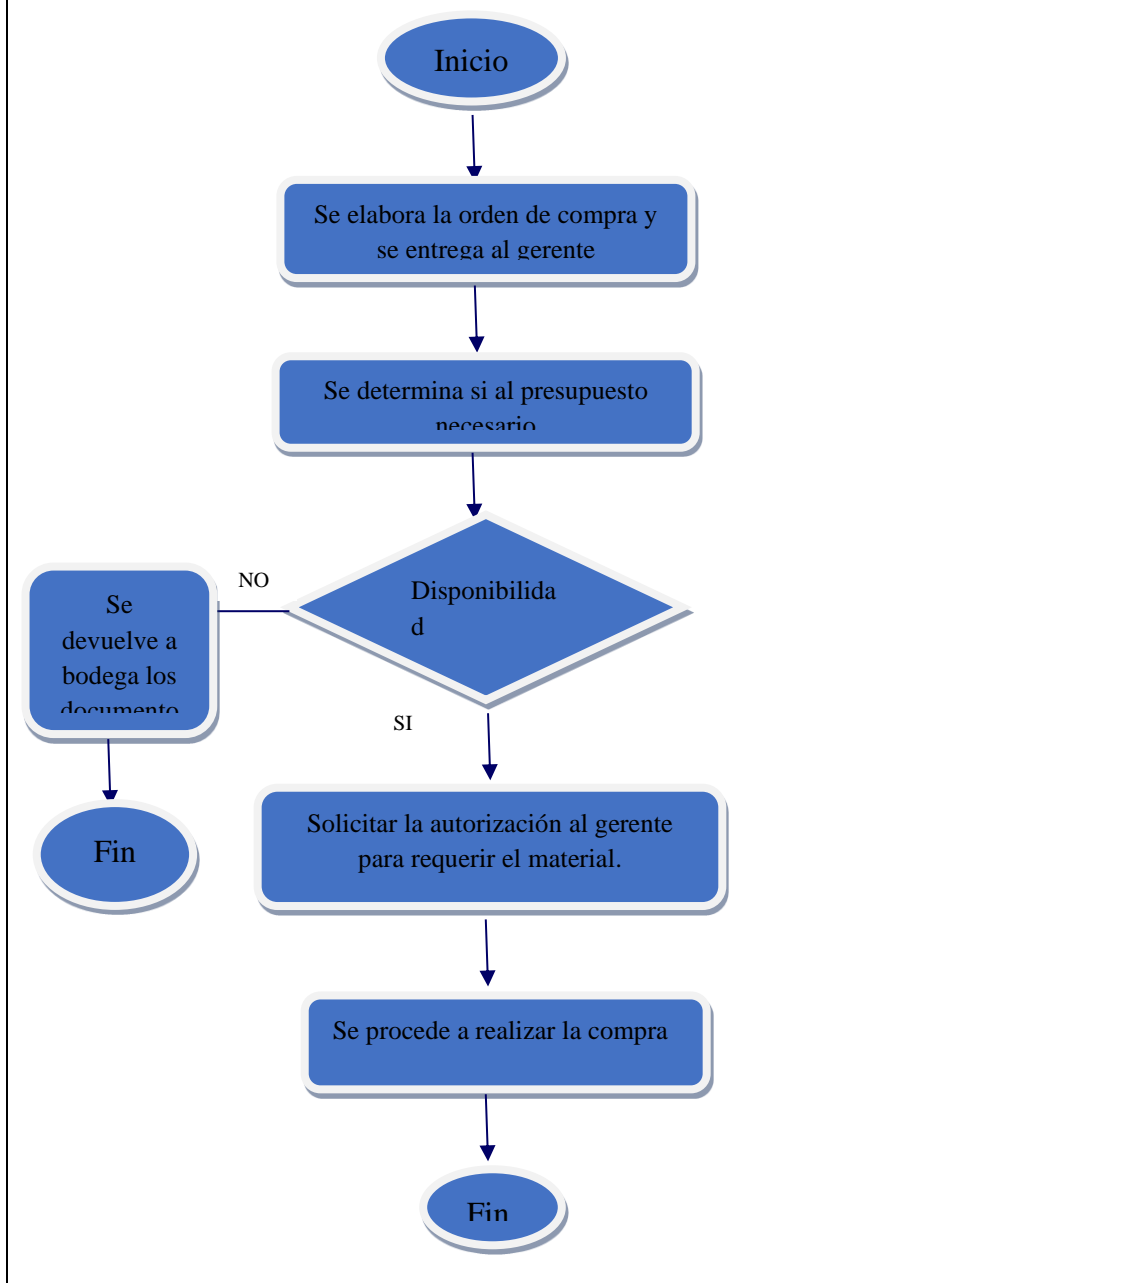 Inicio
Se elabora la orden de compra y
se entrega al gerente
Se determina si al presupuesto
necesario
Disponibilida
d
NO
Se
devuelve a
bodega los
documento
SI
Fin
Solicitar la autorización al gerente
para requerir el material.
Se procede a realizar la compra
Fin